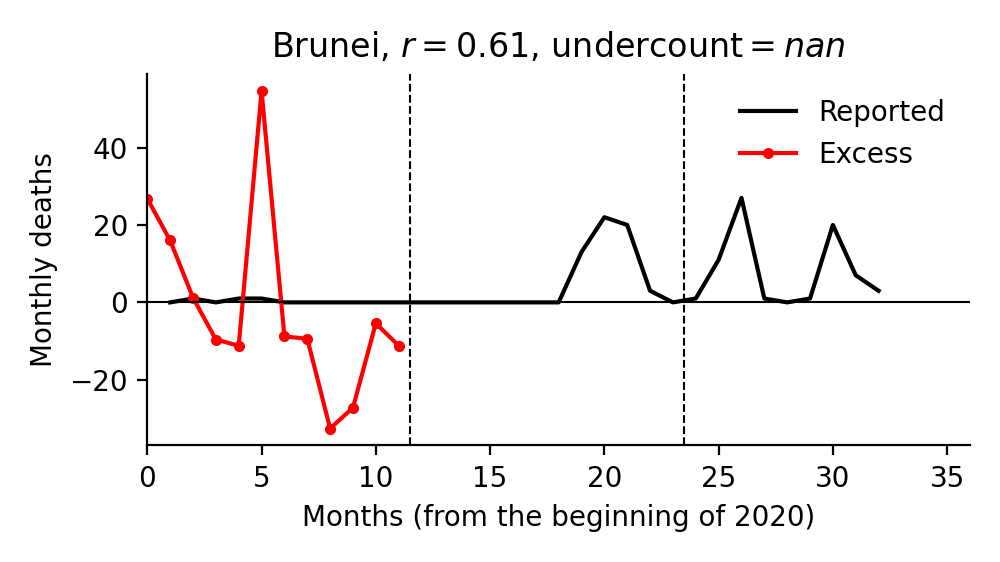 Brunei, r = 0.61, undercount = nan
Reported
Excess
Monthly deaths
40
20
0
−20
0 5 10 15 20 25 30 35
Months (from the beginning of 2020)